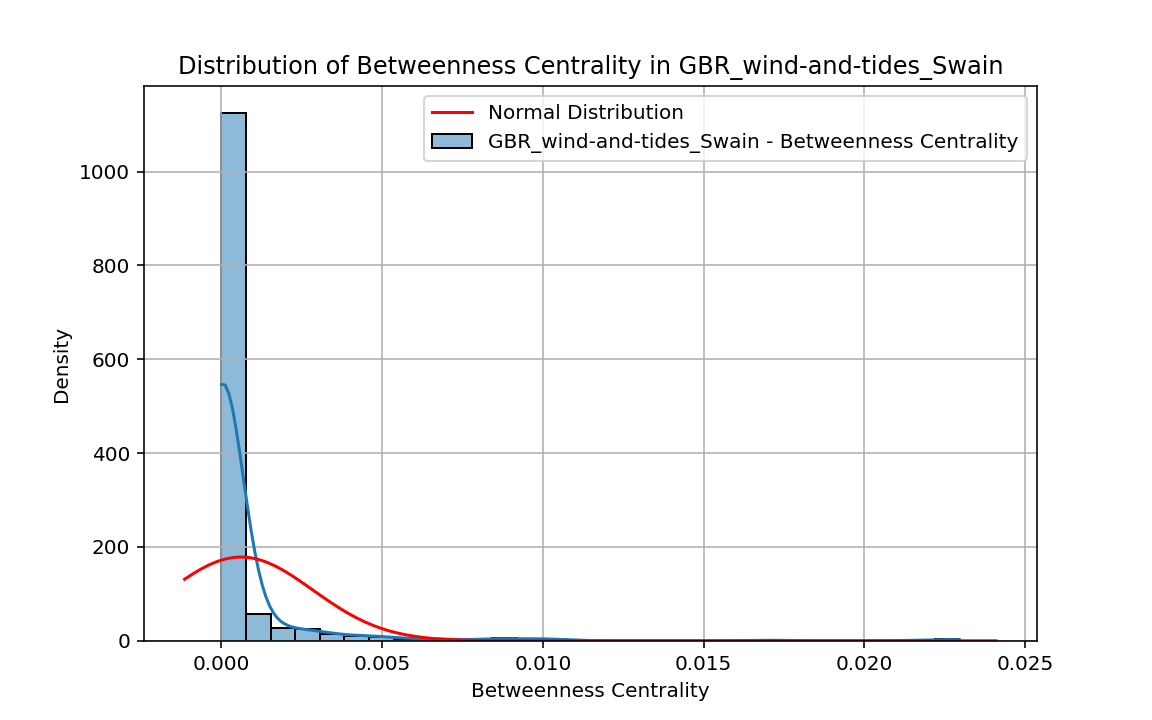 Distribution of Betweenness Centrality in GBR_wind-and-tides_Swain
Normal Distribution
GBR_wind-and-tides_Swain - Betweenness Centrality
Density
1000
800
600
400
200
0
0.000 0.005 0.010 0.015 0.020 0.025
Betweenness Centrality